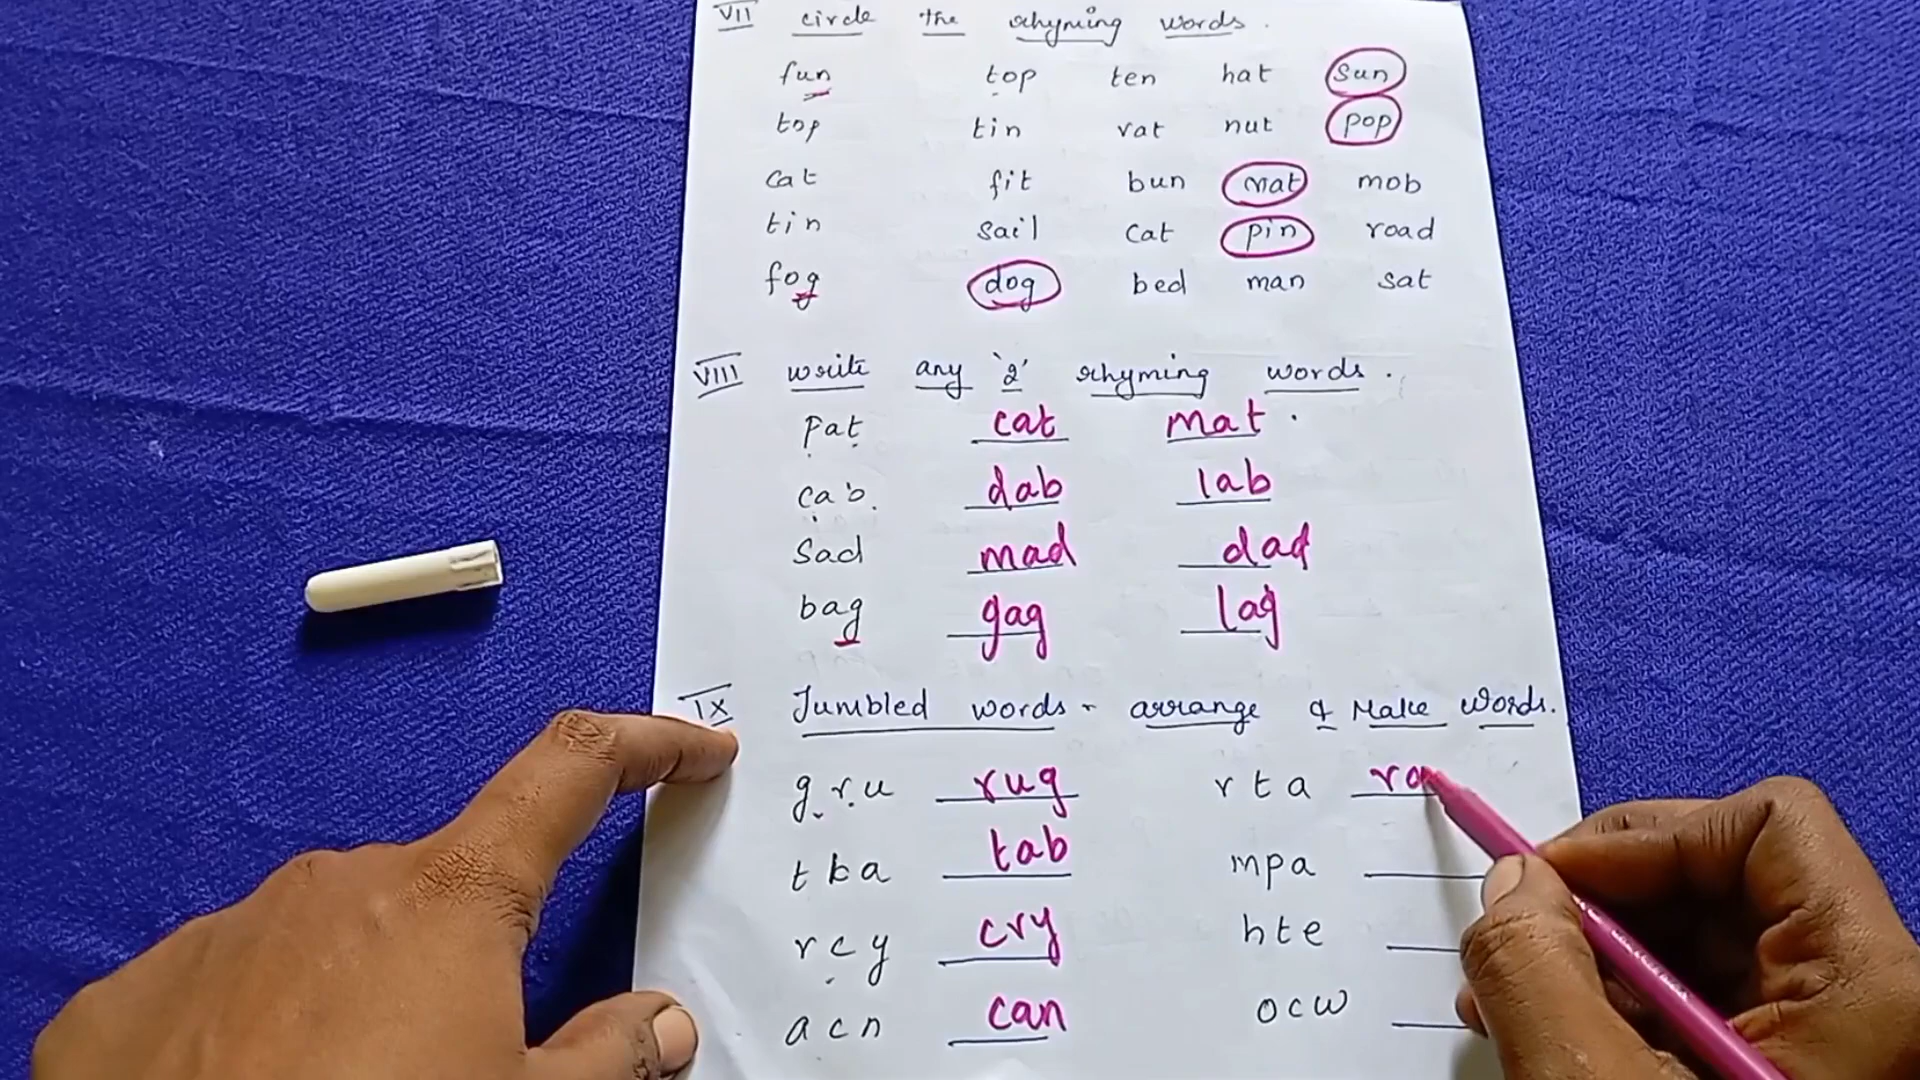 VII circle the rhyming words.
fun top ten hat sun
top tin rat nut pop
cat fit bun mat mob
tin sail cat pin road
fog dog bed man sat
VIII write any '2' rhyming words.
Pat cat mat.
cab. dab lab
Sad mad dad
bag gag lag
IX Jumbled words - arrange & Make words.
g r u rug r t a ra
t b a tab mpa
r c y cry hte
a c n can ocw